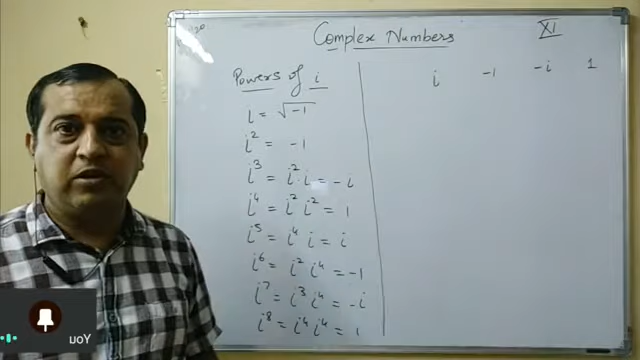 Complex Numbers
XI
Powers of i
i = √-1
i² = -1
i³ = i².i = -i
i⁴ = i² i² = 1
i⁵ = i⁴ i = i
i⁶ = i² i⁴ = -1
i⁷ = i³ i⁴ = -i
i⁸ = i⁴ i⁴ = 1
i -1 -i 1
You